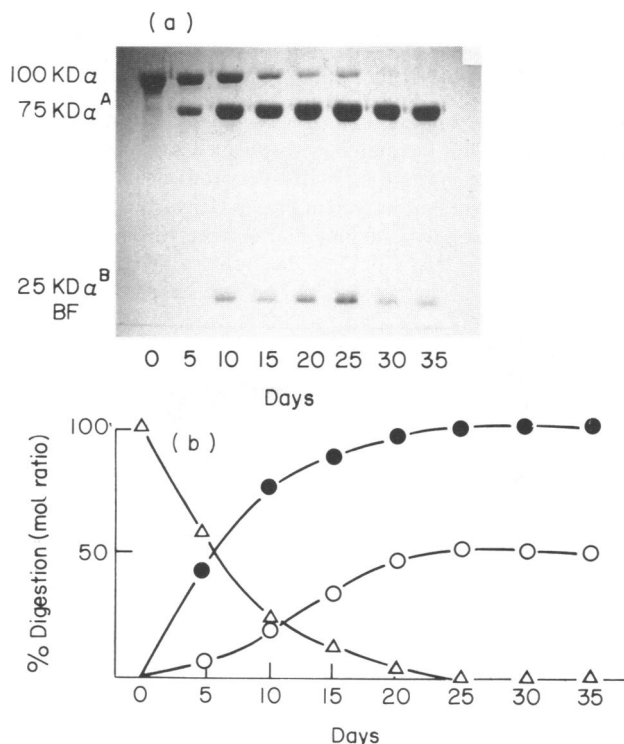 (a)
100 KD α
75 KD α A
25 KD α B
BF
0 5 10 15 20 25 30 35
Days
(b)
100
50
% Digestion (mol ratio)
0 5 10 15 20 25 30 35
Days